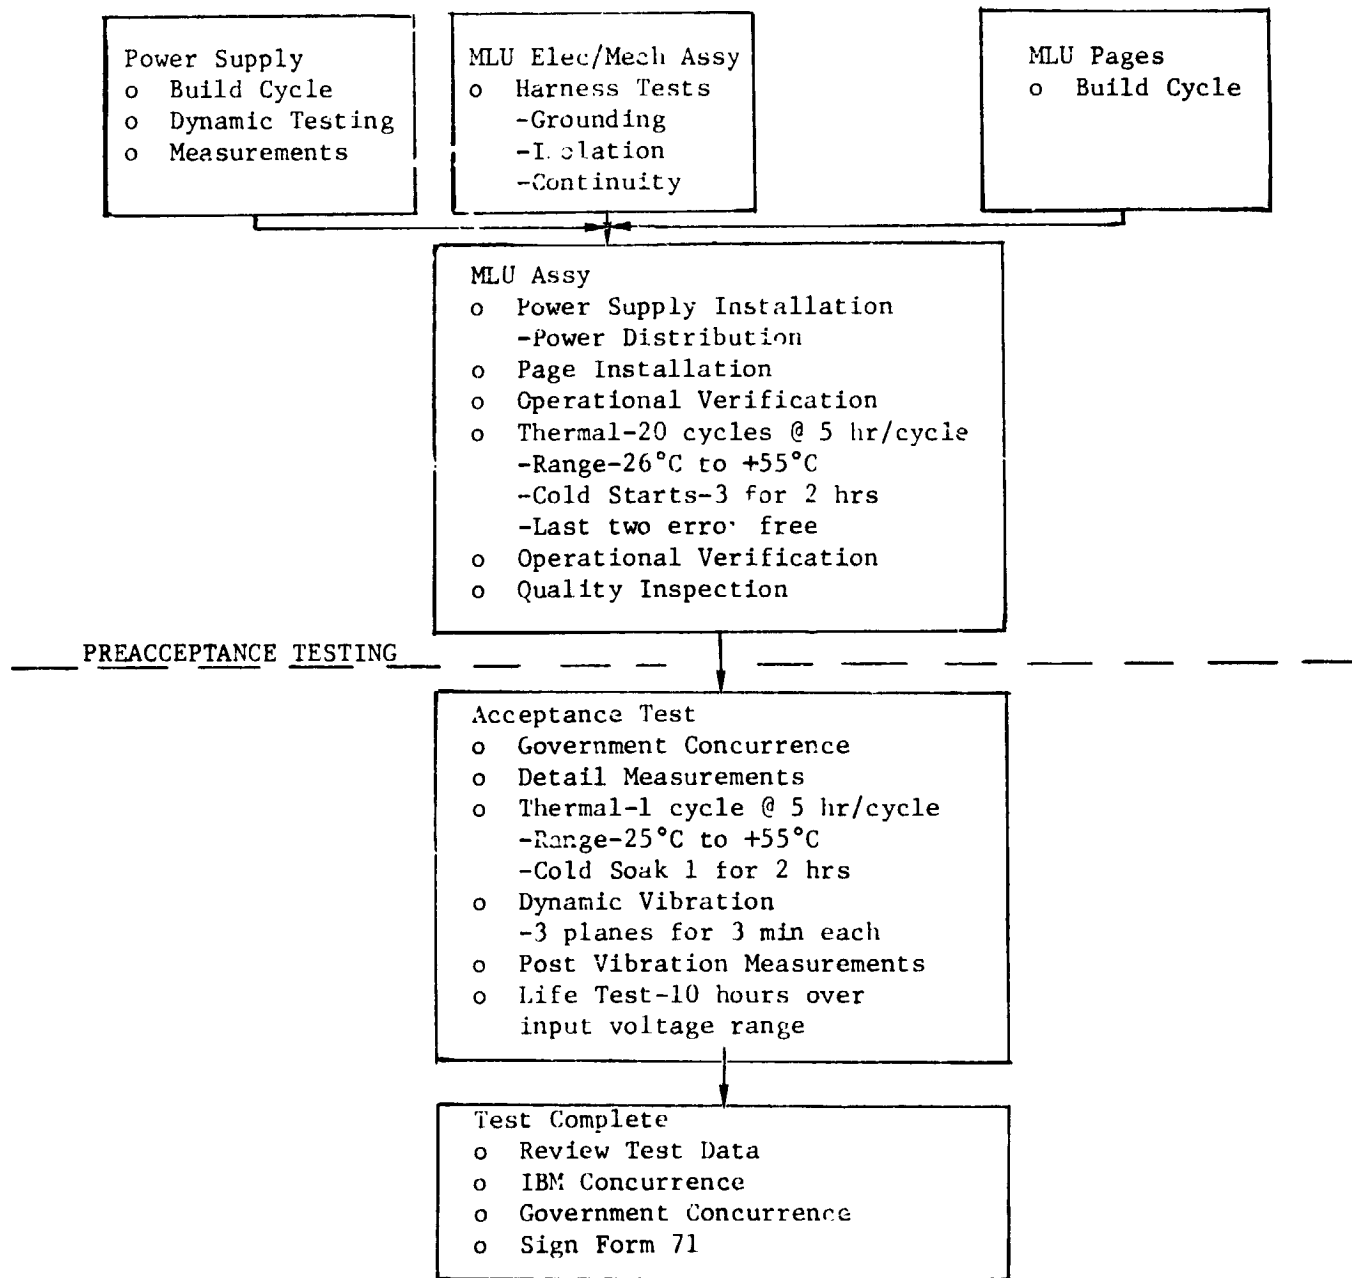 Power Supply
o Build Cycle
o Dynamic Testing
o Measurements
MLU Elec/Mech Assy
o Harness Tests
-Grounding
-Isolation
-Continuity
MLU Pages
o Build Cycle
MLU Assy
o Power Supply Installation
-Power Distribution
o Page Installation
o Operational Verification
o Thermal-20 cycles @ 5 hr/cycle
-Range-26°C to +55°C
-Cold Starts-3 for 2 hrs
-Last two error free
o Operational Verification
o Quality Inspection
PREACCEPTANCE TESTING
Acceptance Test
o Government Concurrence
o Detail Measurements
o Thermal-1 cycle @ 5 hr/cycle
-Range-25°C to +55°C
-Cold Soak 1 for 2 hrs
o Dynamic Vibration
-3 planes for 3 min each
o Post Vibration Measurements
o Life Test-10 hours over
input voltage range
Test Complete
o Review Test Data
o IBM Concurrence
o Government Concurrence
o Sign Form 71